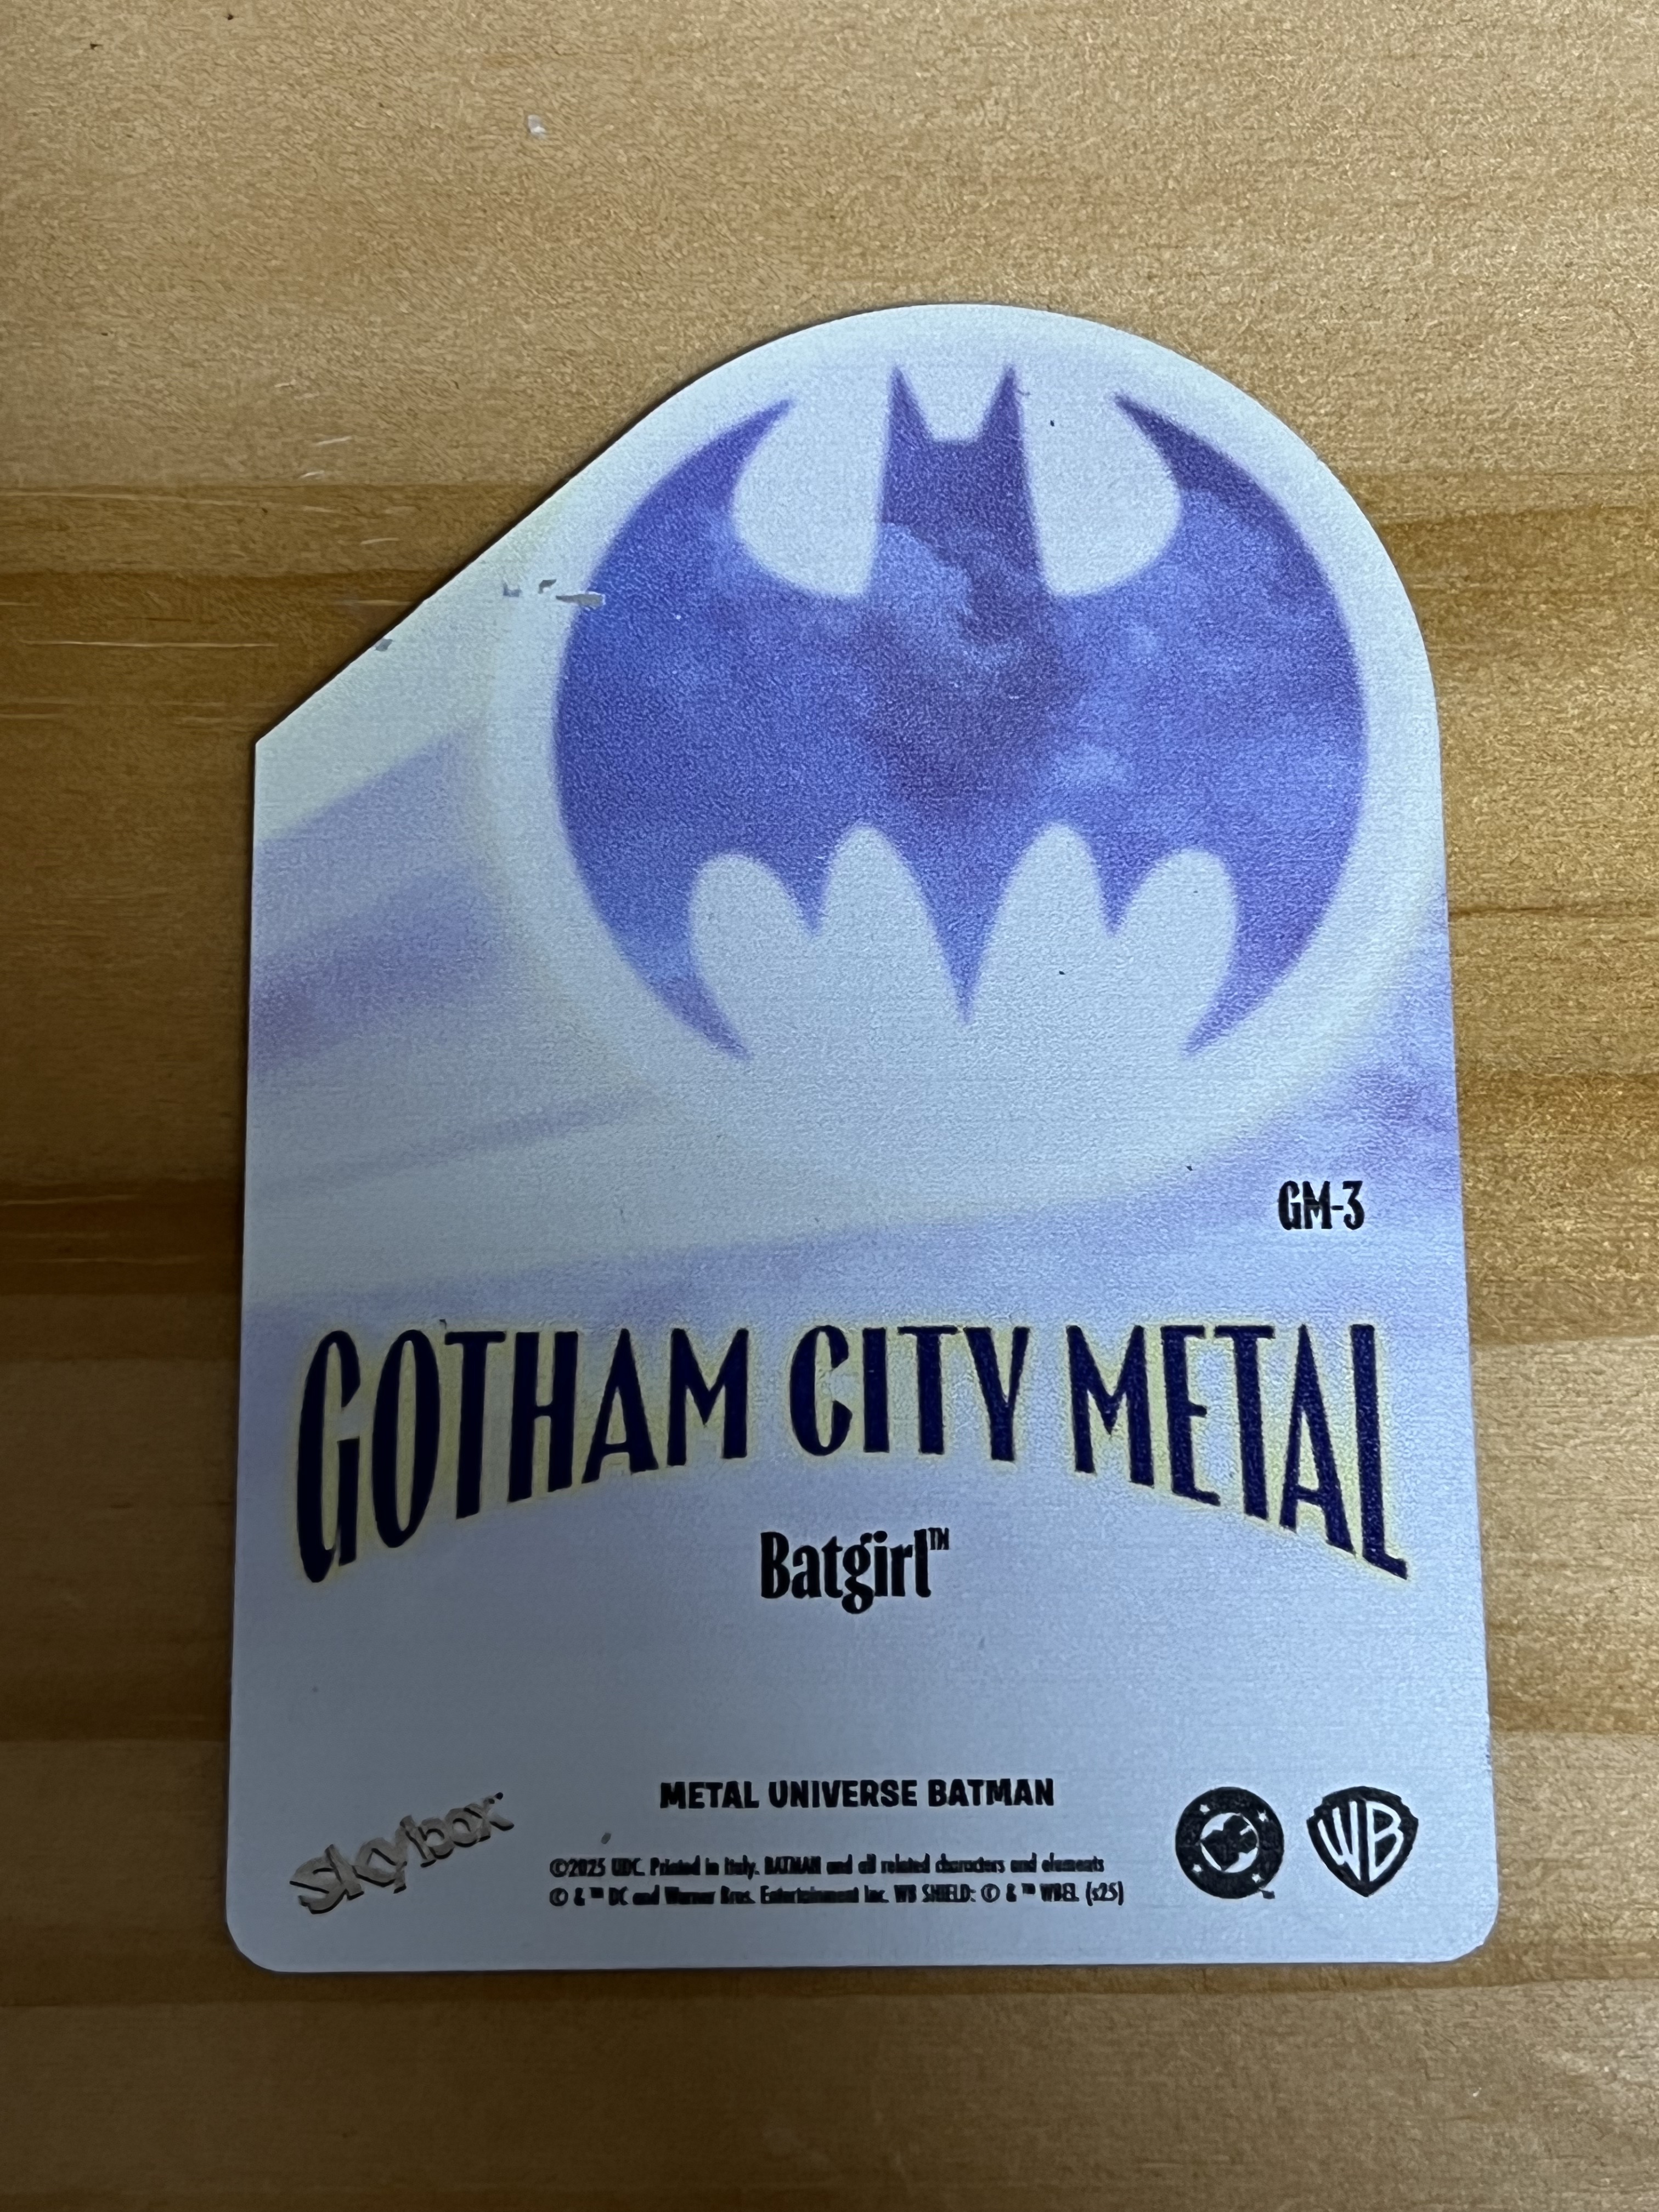 GM-3
GOTHAM CITY METAL
Batgirl™
METAL UNIVERSE BATMAN
Skybox
©2025 UDC. Printed in Italy. BATMAN and all related characters and elements
© & ™ DC and Warner Bros. Entertainment Inc. WB SHIELD: © & ™ WBEI. (s25)
WB